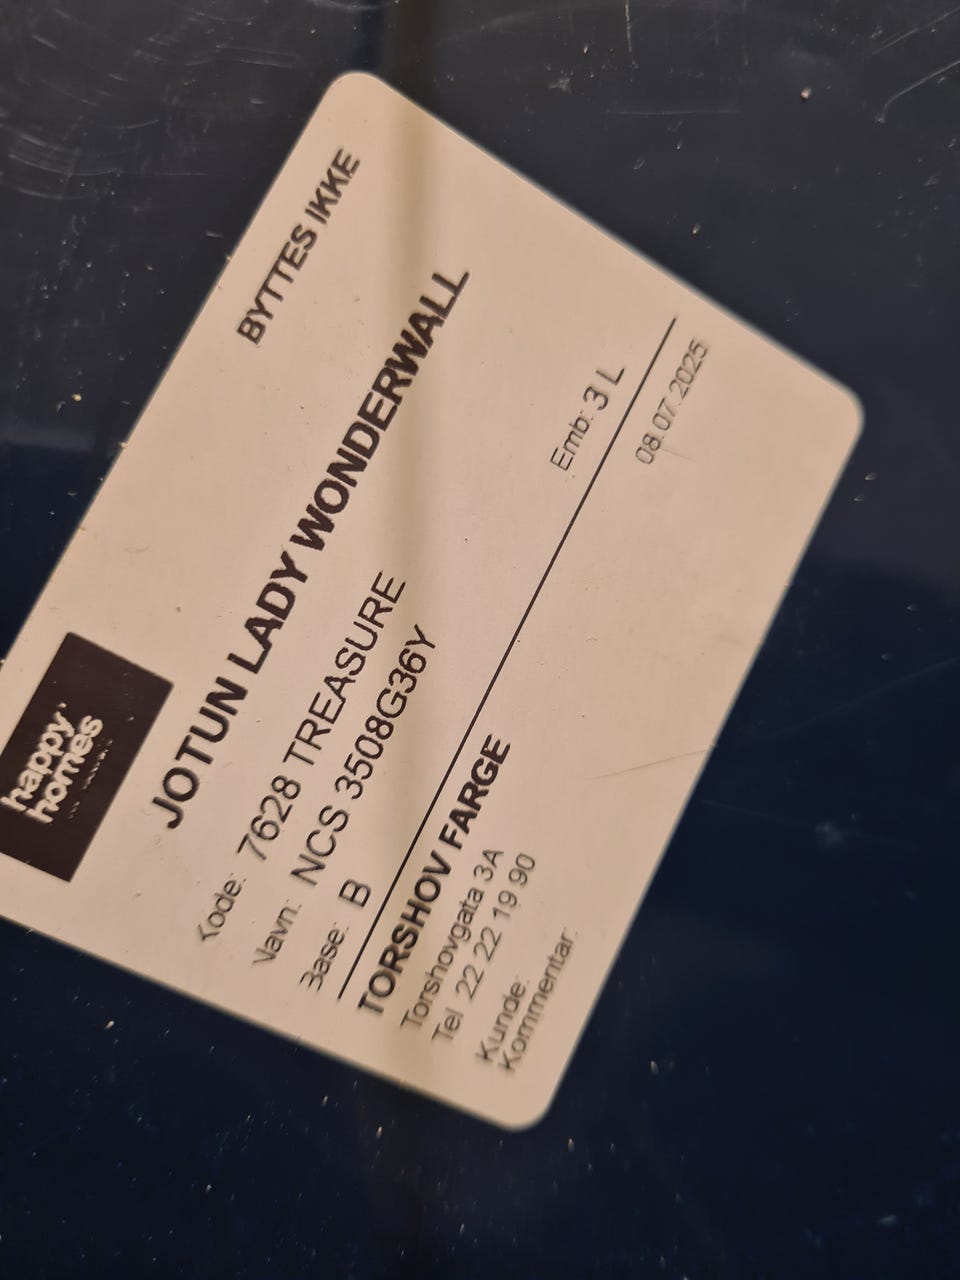 happy
homes
BYTTES IKKE
JOTUN LADY WONDERWALL
Kode: 7628 TREASURE
Navn: NCS 3508G36Y
Base: B
Emb: 3 L
TORSHOV FARGE
08.07.2025
Torshovgata 3A
Tel 22 22 19 90
Kunde:
Kommentar: